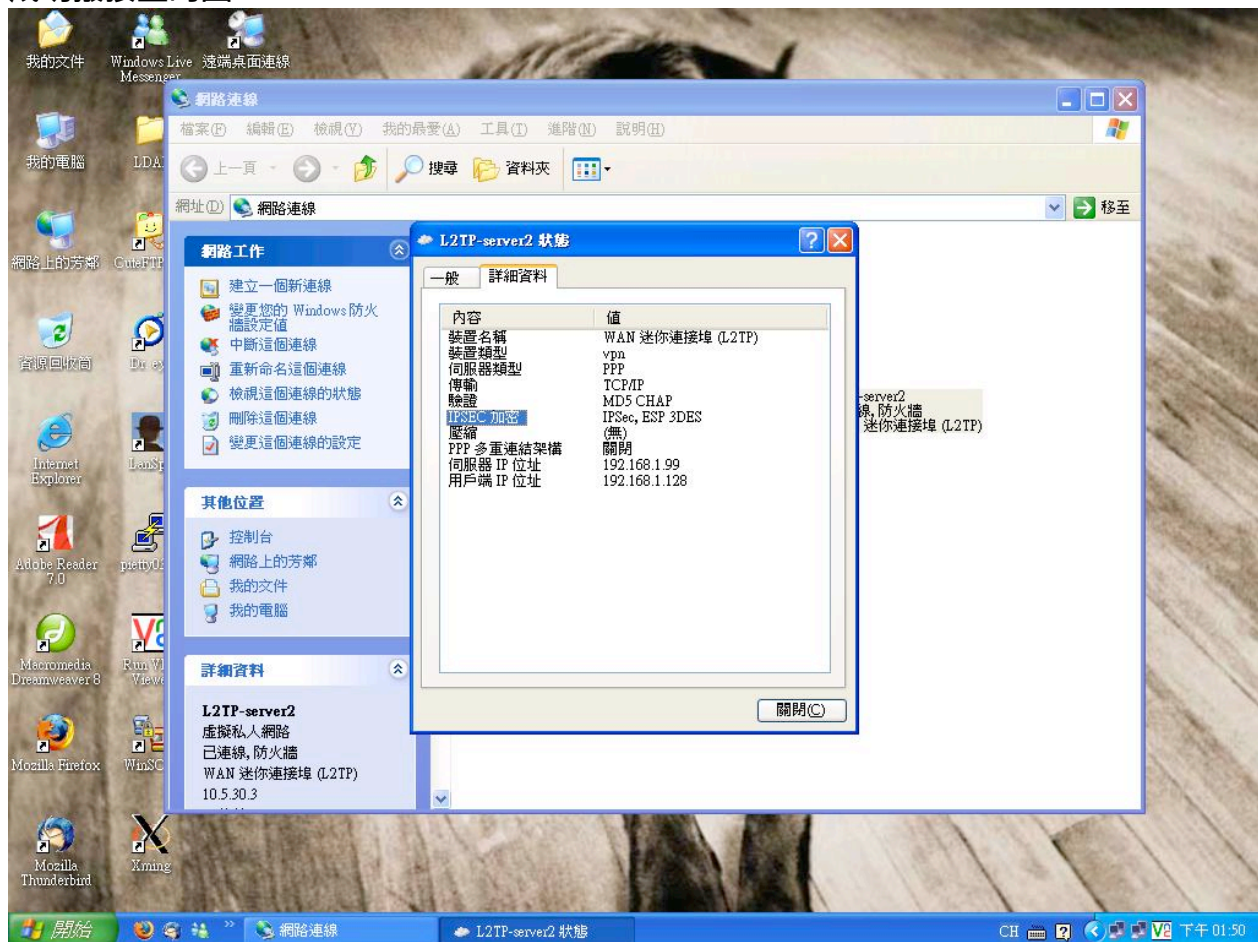 我的文件
Windows Live
Messenger
遠端桌面連線
我的電腦
LDA
網路上的芳鄰
CuteFTP
資源回收筒
Dr ey
Internet
Explorer
LanSp
Adobe Reader
7.0
Macromedia
Dreamweaver 8
Run V
View
Mozilla Firefox
WinSC
Mozilla
Thunderbird
Xming
網路連線
檔案(F) 編輯(E) 檢視(V) 我的最愛(A) 工具(T) 進階(N) 說明(H)
上一頁 搜尋 資料夾
網址(D) 網路連線 移至
網路工作
建立一個新連線
變更您的 Windows 防火
牆設定值
中斷這個連線
重新命名這個連線
檢視這個連線的狀態
刪除這個連線
變更這個連線的設定
其他位置
控制台
網路上的芳鄰
我的文件
我的電腦
詳細資料
L2TP-server2
虛擬私人網路
已連線, 防火牆
WAN 迷你連接埠 (L2TP)
10.5.30.3
-server2
線, 防火牆
迷你連接埠 (L2TP)
L2TP-server2 狀態
一般 詳細資料
內容 值
裝置名稱 WAN 迷你連接埠 (L2TP)
裝置類型 vpn
伺服器類型 PPP
傳輸 TCP/IP
驗證 MD5 CHAP
IPSEC 加密 IPSec, ESP 3DES
壓縮 (無)
PPP 多重連結架構 關閉
伺服器 IP 位址 192.168.1.99
用戶端 IP 位址 192.168.1.128
關閉(C)
開始 網路連線 L2TP-server2 狀態 CH 下午 01:50